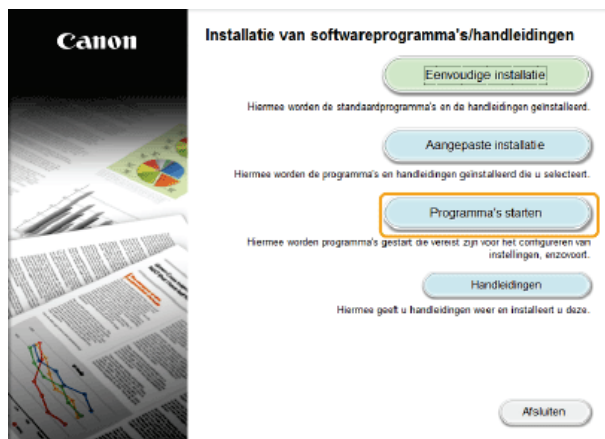 Canon
Installatie van softwareprogramma's/handleidingen
Eenvoudige installatie
Hiermee worden de standaardprogramma's en de handleidingen geïnstalleerd.
Aangepaste installatie
Hiermee worden de programma's en handleidingen geïnstalleerd die u selecteert.
Programma's starten
Hiermee worden programma's gestart die vereist zijn voor het configureren van
instellingen, enzovoort.
Handleidingen
Hiermee geeft u handleidingen weer en installeert u deze.
Afsluiten